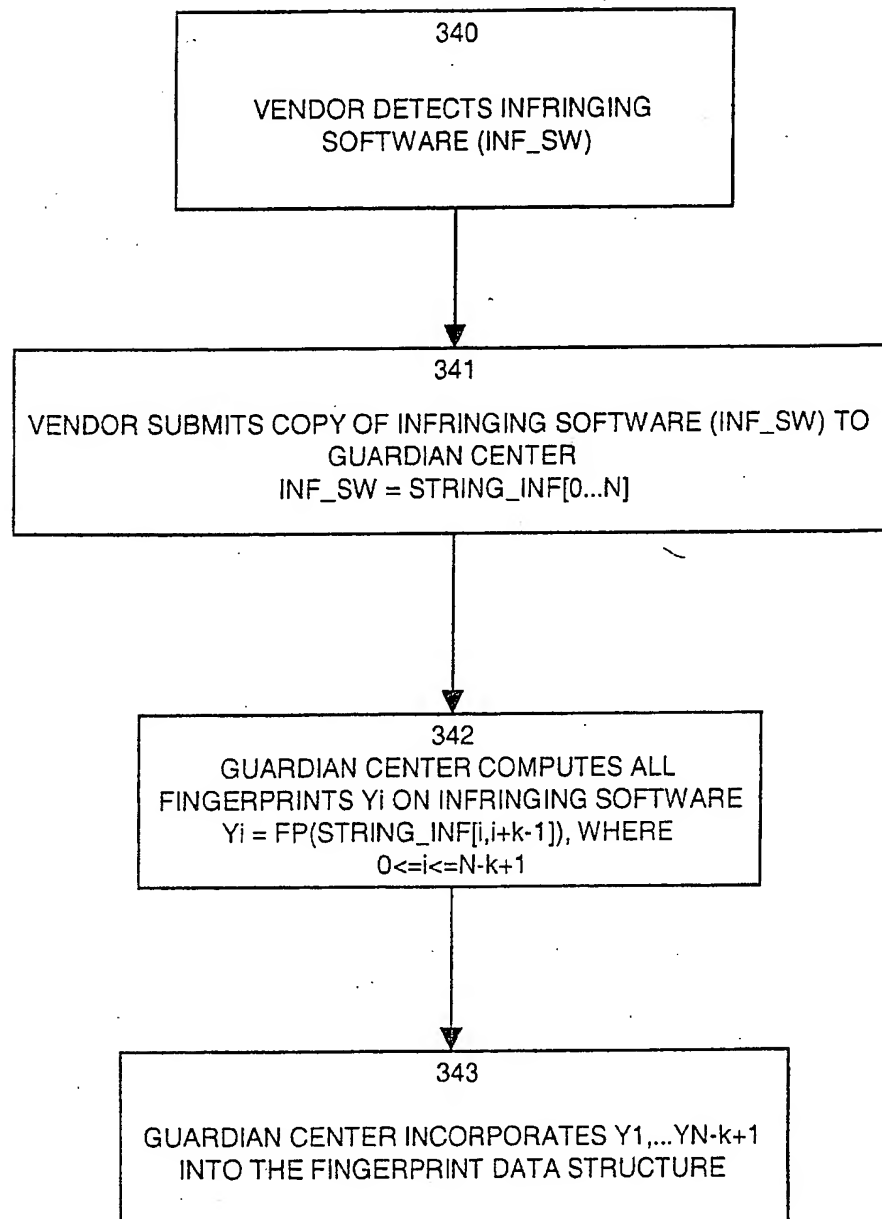 340
VENDOR DETECTS INFRINGING
SOFTWARE (INF_SW)
341
VENDOR SUBMITS COPY OF INFRINGING SOFTWARE (INF_SW) TO
GUARDIAN CENTER
INF_SW = STRING_INF[0...N]
342
GUARDIAN CENTER COMPUTES ALL
FINGERPRINTS Yi ON INFRINGING SOFTWARE
Yi = FP(STRING_INF[i,i+k-1]), WHERE
0<=i<=N-k+1
343
GUARDIAN CENTER INCORPORATES Y1,...YN-k+1
INTO THE FINGERPRINT DATA STRUCTURE